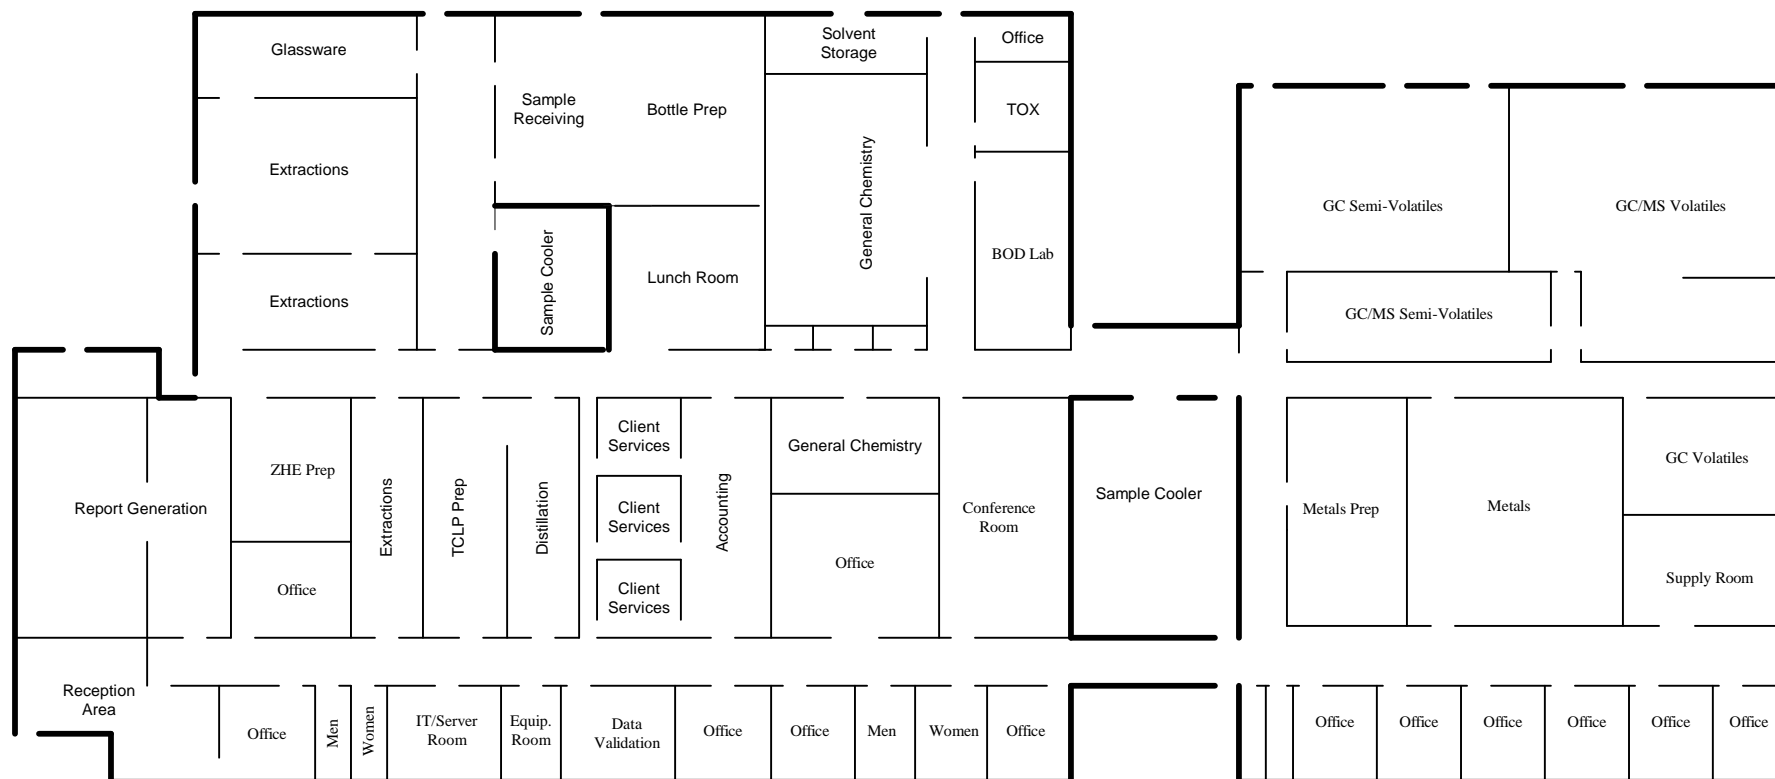 Glassware
Sample
Receiving
Bottle Prep
Solvent
Storage
Office
TOX
Extractions
General Chemistry
BOD Lab
GC Semi-Volatiles
GC/MS Volatiles
Extractions
Sample Cooler
Lunch Room
GC/MS Semi-Volatiles
Report Generation
ZHE Prep
Office
Extractions
TCLP Prep
Distillation
Client
Services
Client
Services
Client
Services
Accounting
General Chemistry
Office
Conference
Room
Sample Cooler
Metals Prep
Metals
GC Volatiles
Supply Room
Reception
Area
Office
Men
Women
IT/Server
Room
Equip.
Room
Data
Validation
Office
Office
Men
Women
Office
Office
Office
Office
Office
Office
Office